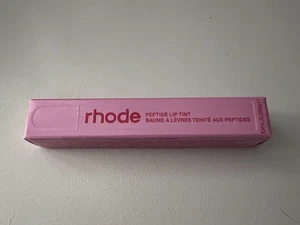 rhode
PEPTIDE LIP TINT
BAUME À LÈVRES TEINTÉ AUX PEPTIDES